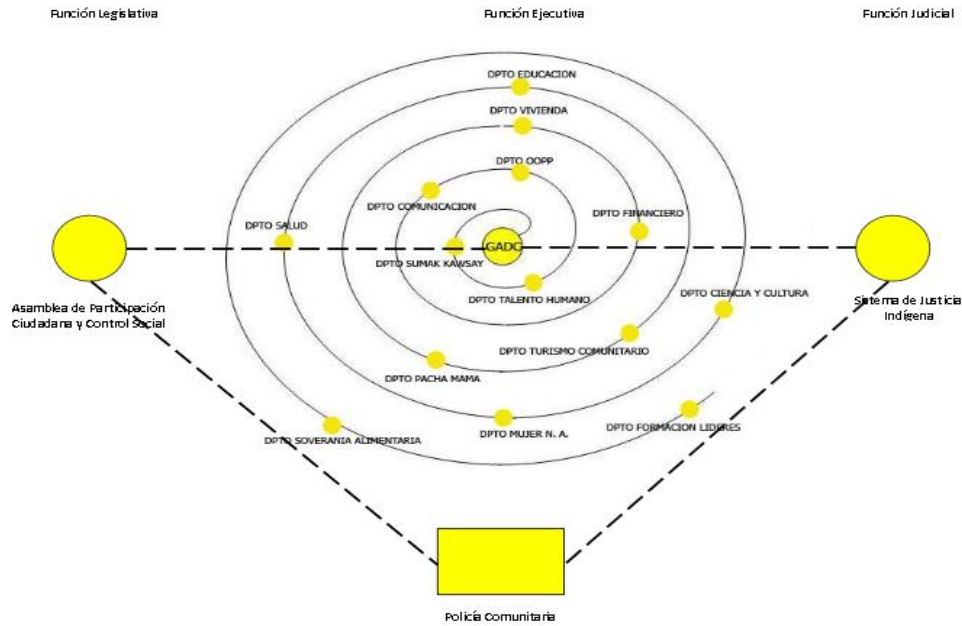 Función Legislativa
Función Ejecutiva
Función Judicial
DPTO EDUCACION
DPTO VIVIENDA
DPTO OOPP
DPTO COMUNICACION
DPTO FINANCIERO
DPTO SALUD
GADC
DPTO SUMAK KAWSAY
DPTO TALENTO HUMANO
DPTO CIENCIA Y CULTURA
Asamblea de Participación
Ciudadana y Control Social
Sistema de Justicia
Indígena
DPTO TURISMO COMUNITARIO
DPTO PACHA MAMA
DPTO SOVERANIA ALIMENTARIA
DPTO MUJER N. A.
DPTO FORMACION LIDERES
Policía Comunitaria